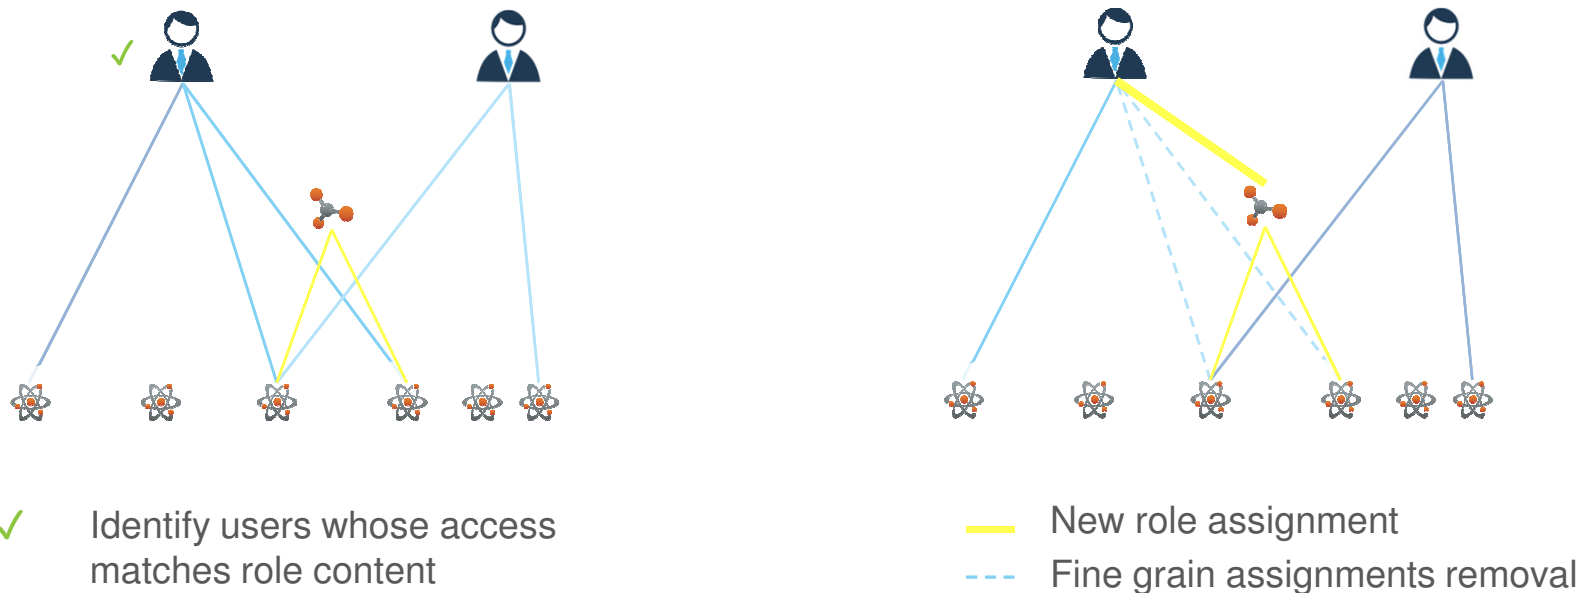 Identify users whose access
matches role content
New role assignment
Fine grain assignments removal